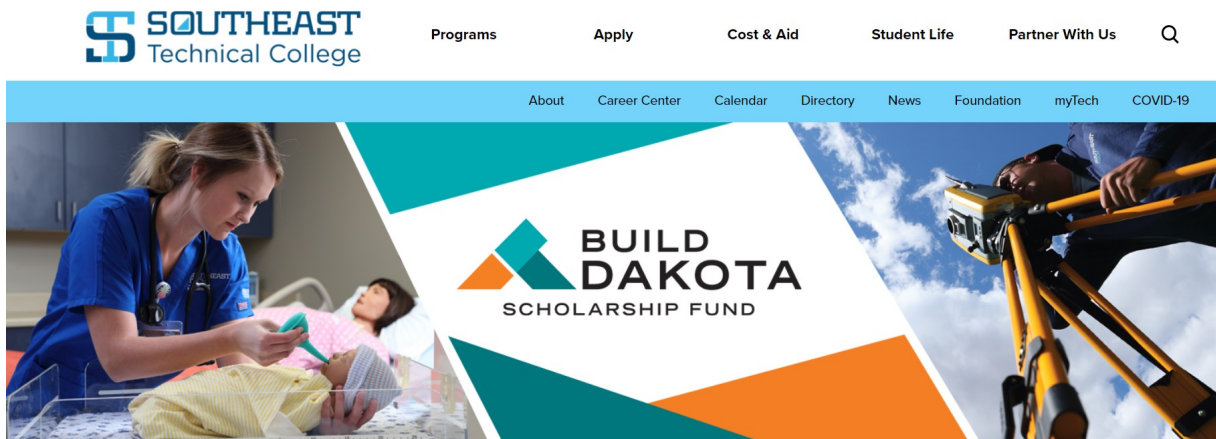 SOUTHEAST
Technical College
Programs Apply Cost & Aid Student Life Partner With Us
About Career Center Calendar Directory News Foundation myTech COVID-19
BUILD
DAKOTA
SCHOLARSHIP FUND